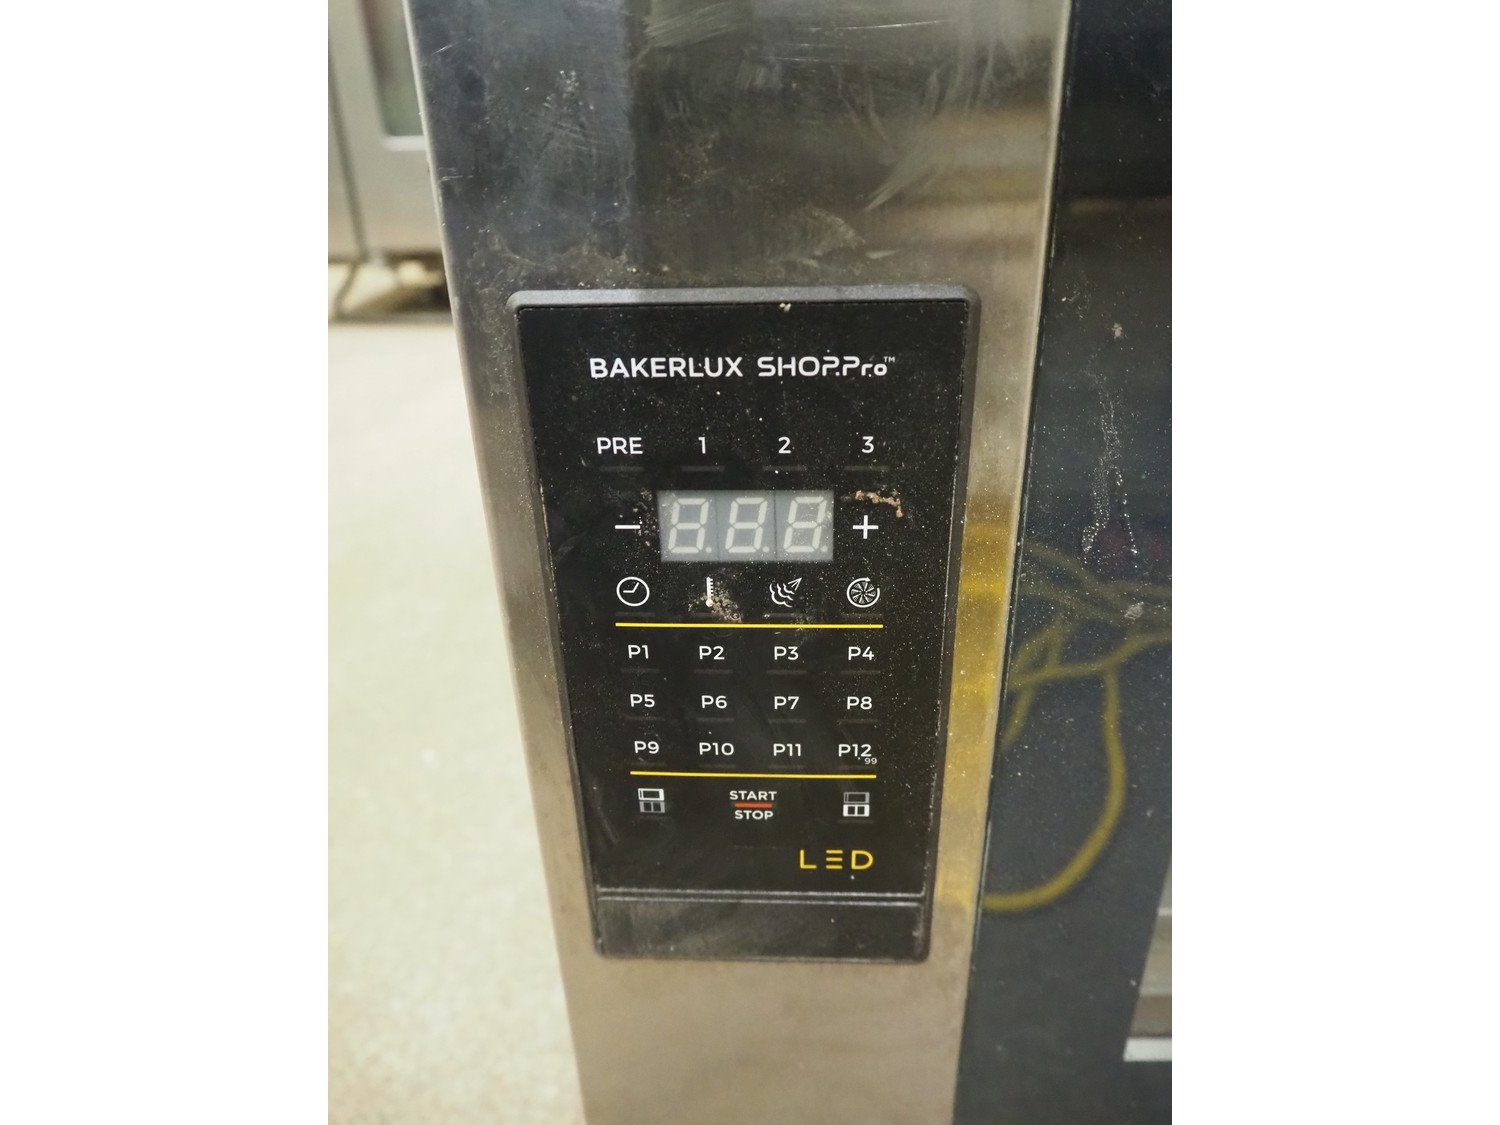 BAKERLUX SHOP.Pro™
PRE 1 2 3
− 8.8.8. +
P1 P2 P3 P4
P5 P6 P7 P8
P9 P10 P11 P12
99
START
STOP
LED